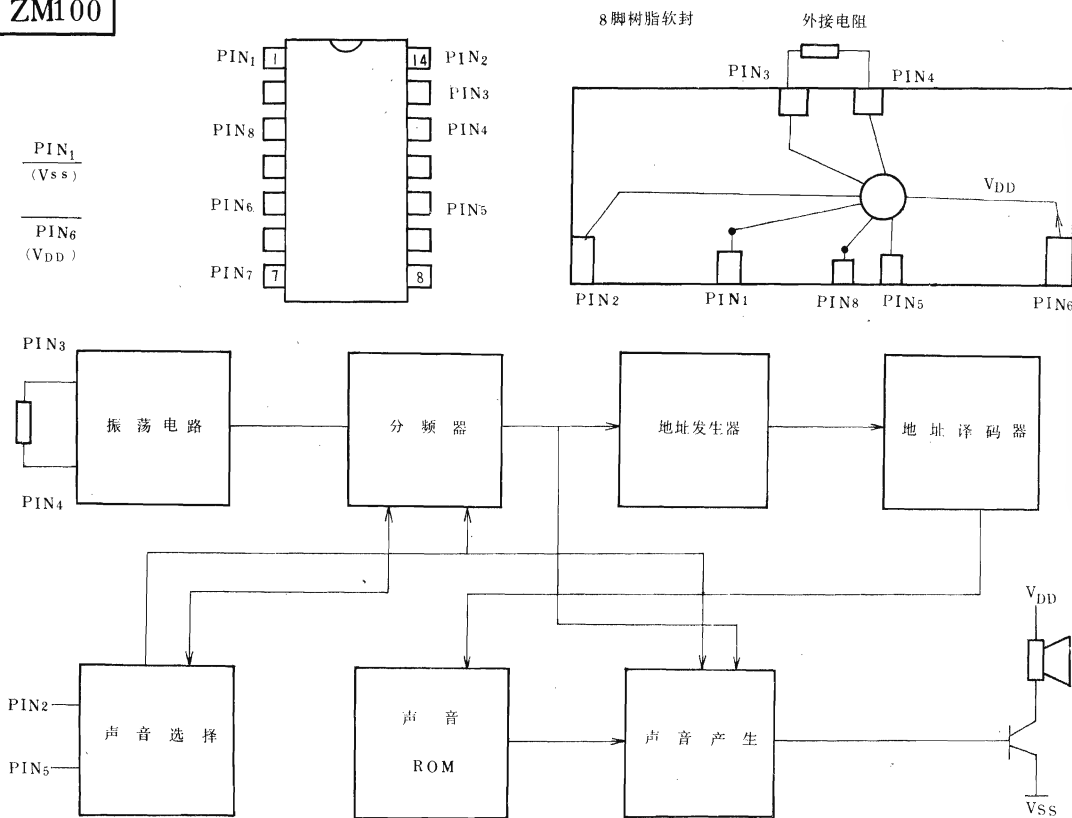 ZM100
8脚树脂软封
外接电阻
PIN1
1
14
PIN2
PIN3
PIN8
PIN4
PIN6
PIN5
PIN7
7
8
PIN1
(VSS)
PIN6
(VDD)
PIN3
PIN4
VDD
PIN2
PIN1
PIN8
PIN5
PIN6
PIN3
PIN4
振荡电路
分频器
地址发生器
地址译码器
PIN2
PIN5
声音选择
声音
ROM
声音产生
VDD
VSS